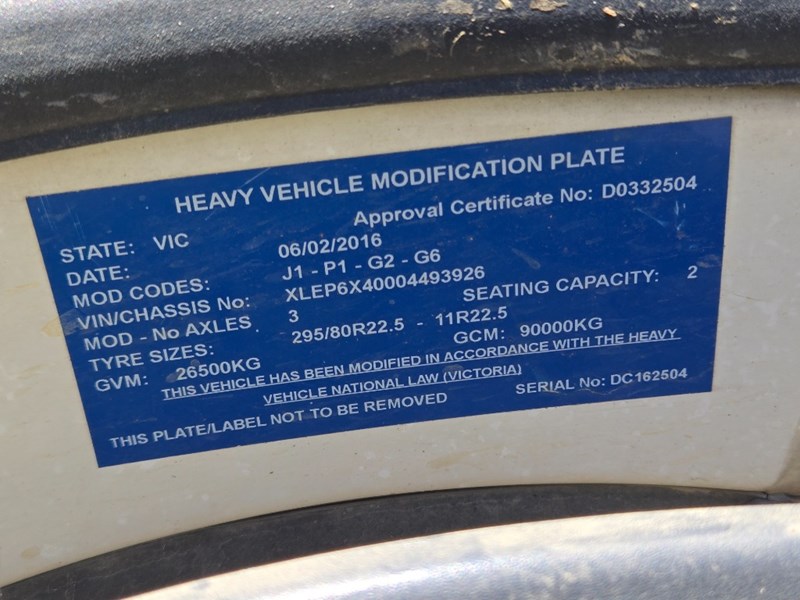 HEAVY VEHICLE MODIFICATION PLATE
Approval Certificate No: D0332504
STATE: VIC
DATE: 06/02/2016
MOD CODES: J1 - P1 - G2 - G6
VIN/CHASSIS No: XLEP6X40004493926
MOD - No AXLES 3 SEATING CAPACITY: 2
TYRE SIZES: 295/80R22.5 - 11R22.5
GVM: 26500KG GCM: 90000KG
THIS VEHICLE HAS BEEN MODIFIED IN ACCORDANCE WITH THE HEAVY
VEHICLE NATIONAL LAW (VICTORIA)
THIS PLATE/LABEL NOT TO BE REMOVED SERIAL No: DC162504